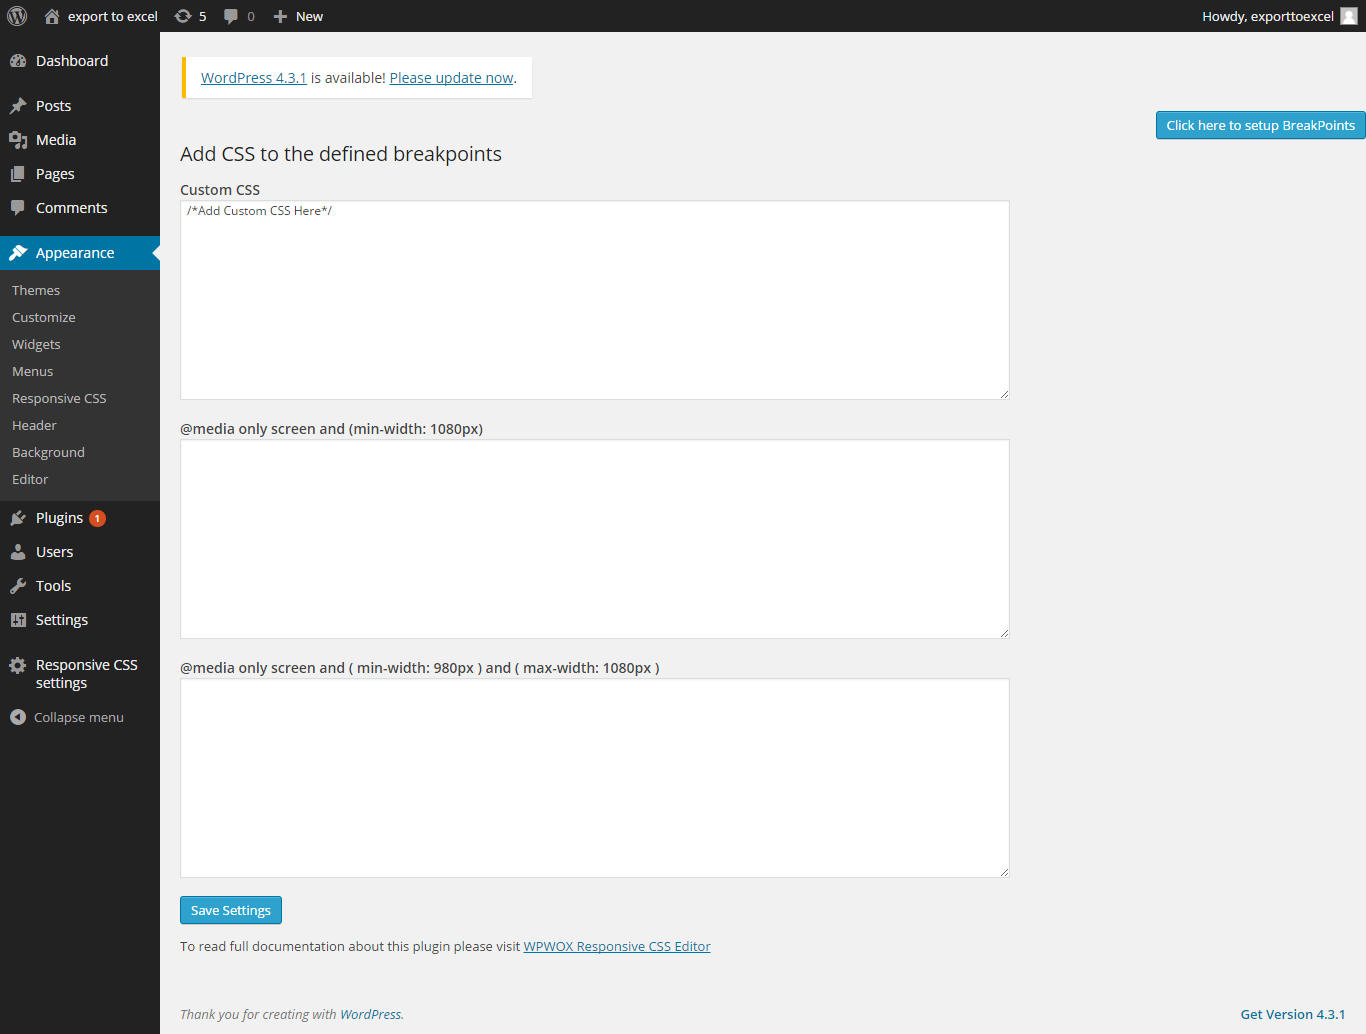 export to excel 5 0 New Howdy, exporttoexcel
Dashboard
Posts
Media
Pages
Comments
Appearance
Themes
Customize
Widgets
Menus
Responsive CSS
Header
Background
Editor
Plugins 1
Users
Tools
Settings
Responsive CSS
settings
Collapse menu
WordPress 4.3.1 is available! Please update now.
Click here to setup BreakPoints
Add CSS to the defined breakpoints
Custom CSS
/*Add Custom CSS Here*/
@media only screen and (min-width: 1080px)
@media only screen and ( min-width: 980px ) and ( max-width: 1080px )
Save Settings
To read full documentation about this plugin please visit WPWOX Responsive CSS Editor
Thank you for creating with WordPress. Get Version 4.3.1